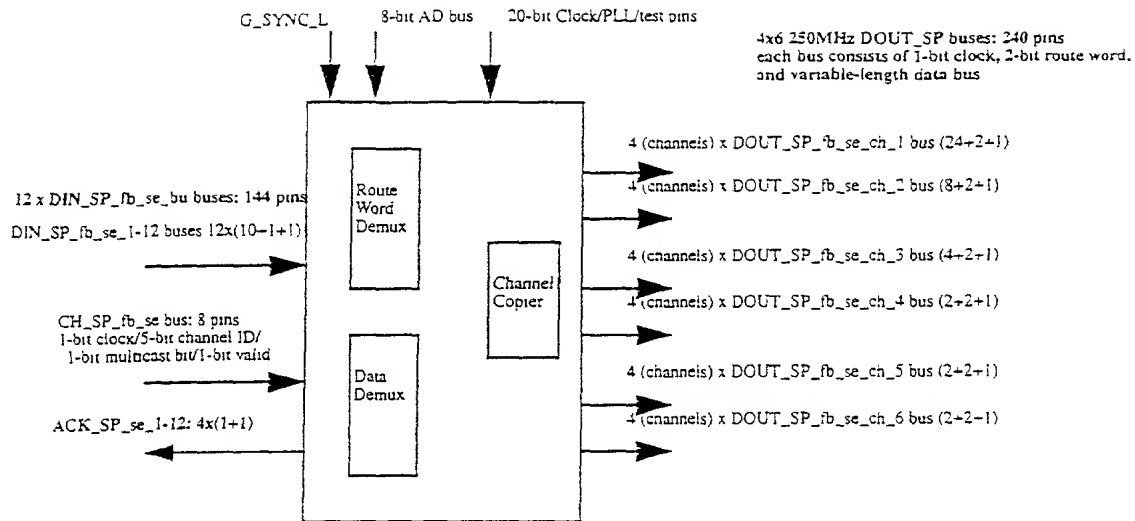 G_SYNC_L
8-bit AD bus
20-bit Clock/PLL/test pins
4x6 250MHz DOUT_SP buses: 240 pins
each bus consists of 1-bit clock, 2-bit route word,
and variable-length data bus
4 (channels) x DOUT_SP_fb_se_ch_1 bus (24+2+1)
12 x DIN_SP_fb_se_bu buses: 144 pins
Route
Word
Demux
4 (channels) x DOUT_SP_fb_se_ch_2 bus (8+2+1)
DIN_SP_fb_se_1-12 buses 12x(10+1+1)
4 (channels) x DOUT_SP_fb_se_ch_3 bus (4+2+1)
Channel
Copier
4 (channels) x DOUT_SP_fb_se_ch_4 bus (2+2+1)
CH_SP_fb_se bus: 8 pins
1-bit clock/5-bit channel ID/
1-bit multicast bit/1-bit valid
Data
Demux
4 (channels) x DOUT_SP_fb_se_ch_5 bus (2+2+1)
ACK_SP_se_1-12: 4x(1+1)
4 (channels) x DOUT_SP_fb_se_ch_6 bus (2+2+1)